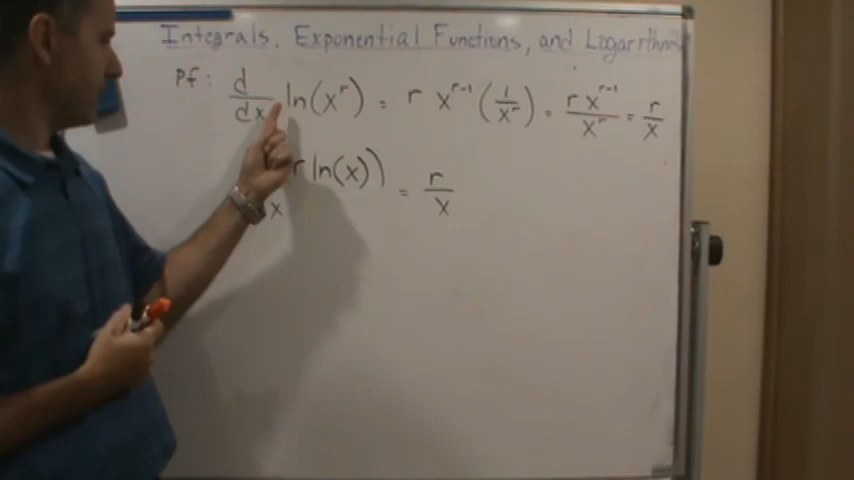 Integrals, Exponential Functions, and Logarithms
Pf: d/dx ln(x^r) = r x^(r-1) (1/x^r) = r x^(r-1)/x^r = r/x
x r ln(x)) = r/x